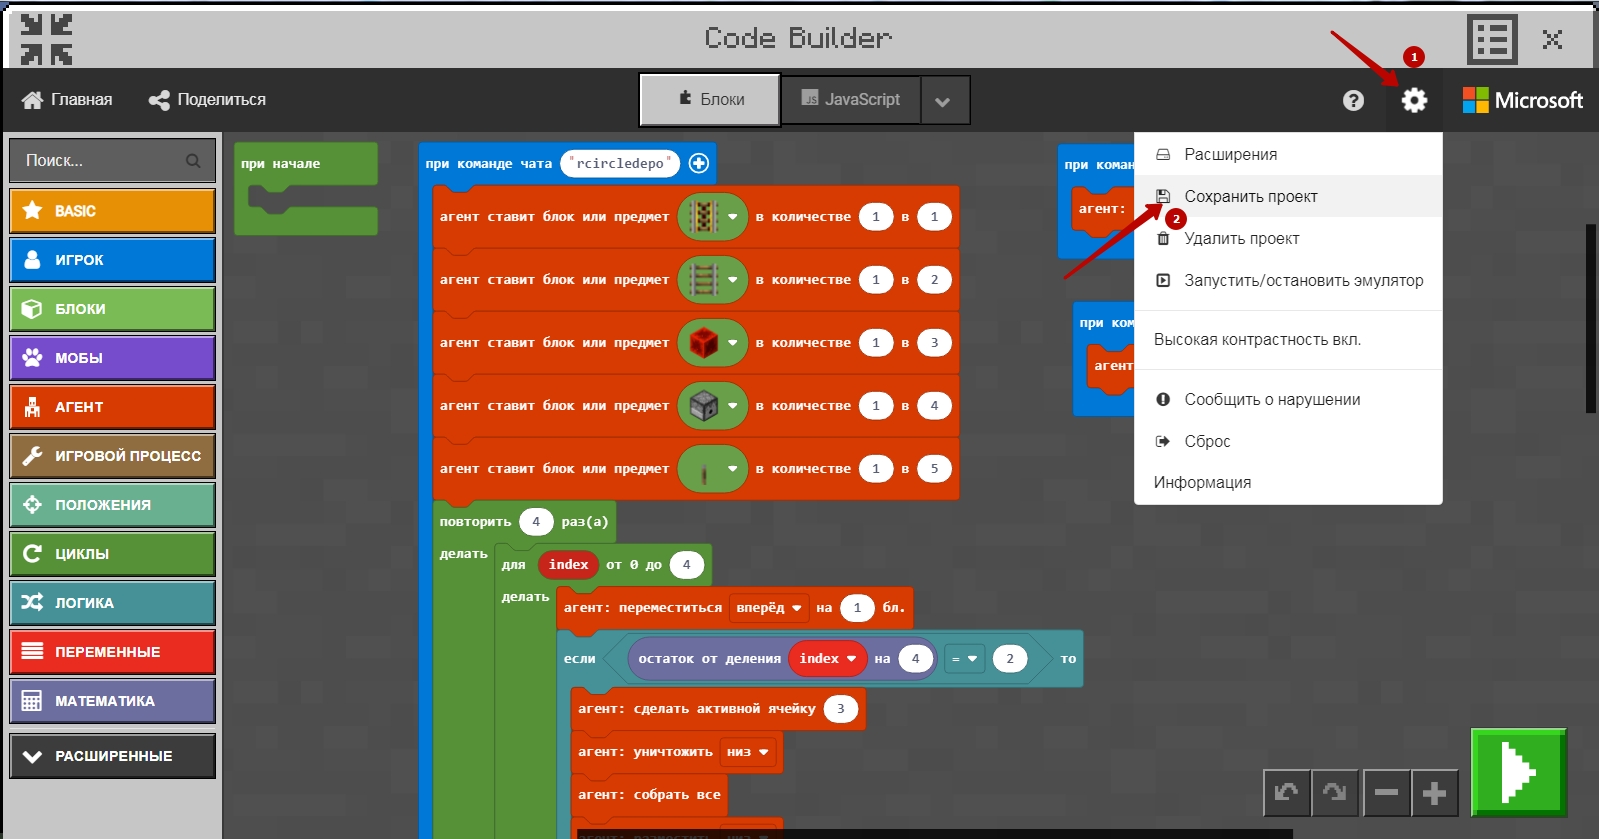 Code Builder
1
Главная
Поделиться
Блоки
JS JavaScript
?
Microsoft
Поиск...
BASIC
ИГРОК
БЛОКИ
МОБЫ
АГЕНТ
ИГРОВОЙ ПРОЦЕСС
ПОЛОЖЕНИЯ
ЦИКЛЫ
ЛОГИКА
ПЕРЕМЕННЫЕ
МАТЕМАТИКА
РАСШИРЕННЫЕ
при начале
при команде чата "rcircledepo"
агент ставит блок или предмет в количестве 1 в 1
агент ставит блок или предмет в количестве 1 в 2
агент ставит блок или предмет в количестве 1 в 3
агент ставит блок или предмет в количестве 1 в 4
агент ставит блок или предмет в количестве 1 в 5
повторить 4 раз(а)
делать
для index от 0 до 4
делать
агент: переместиться вперёд на 1 бл.
если остаток от деления index на 4 = 2 то
агент: сделать активной ячейку 3
агент: уничтожить низ
агент: собрать все
при коман
агент:
при ком
агент
Расширения
Сохранить проект
2
Удалить проект
Запустить/остановить эмулятор
Высокая контрастность вкл.
Сообщить о нарушении
Сброс
Информация